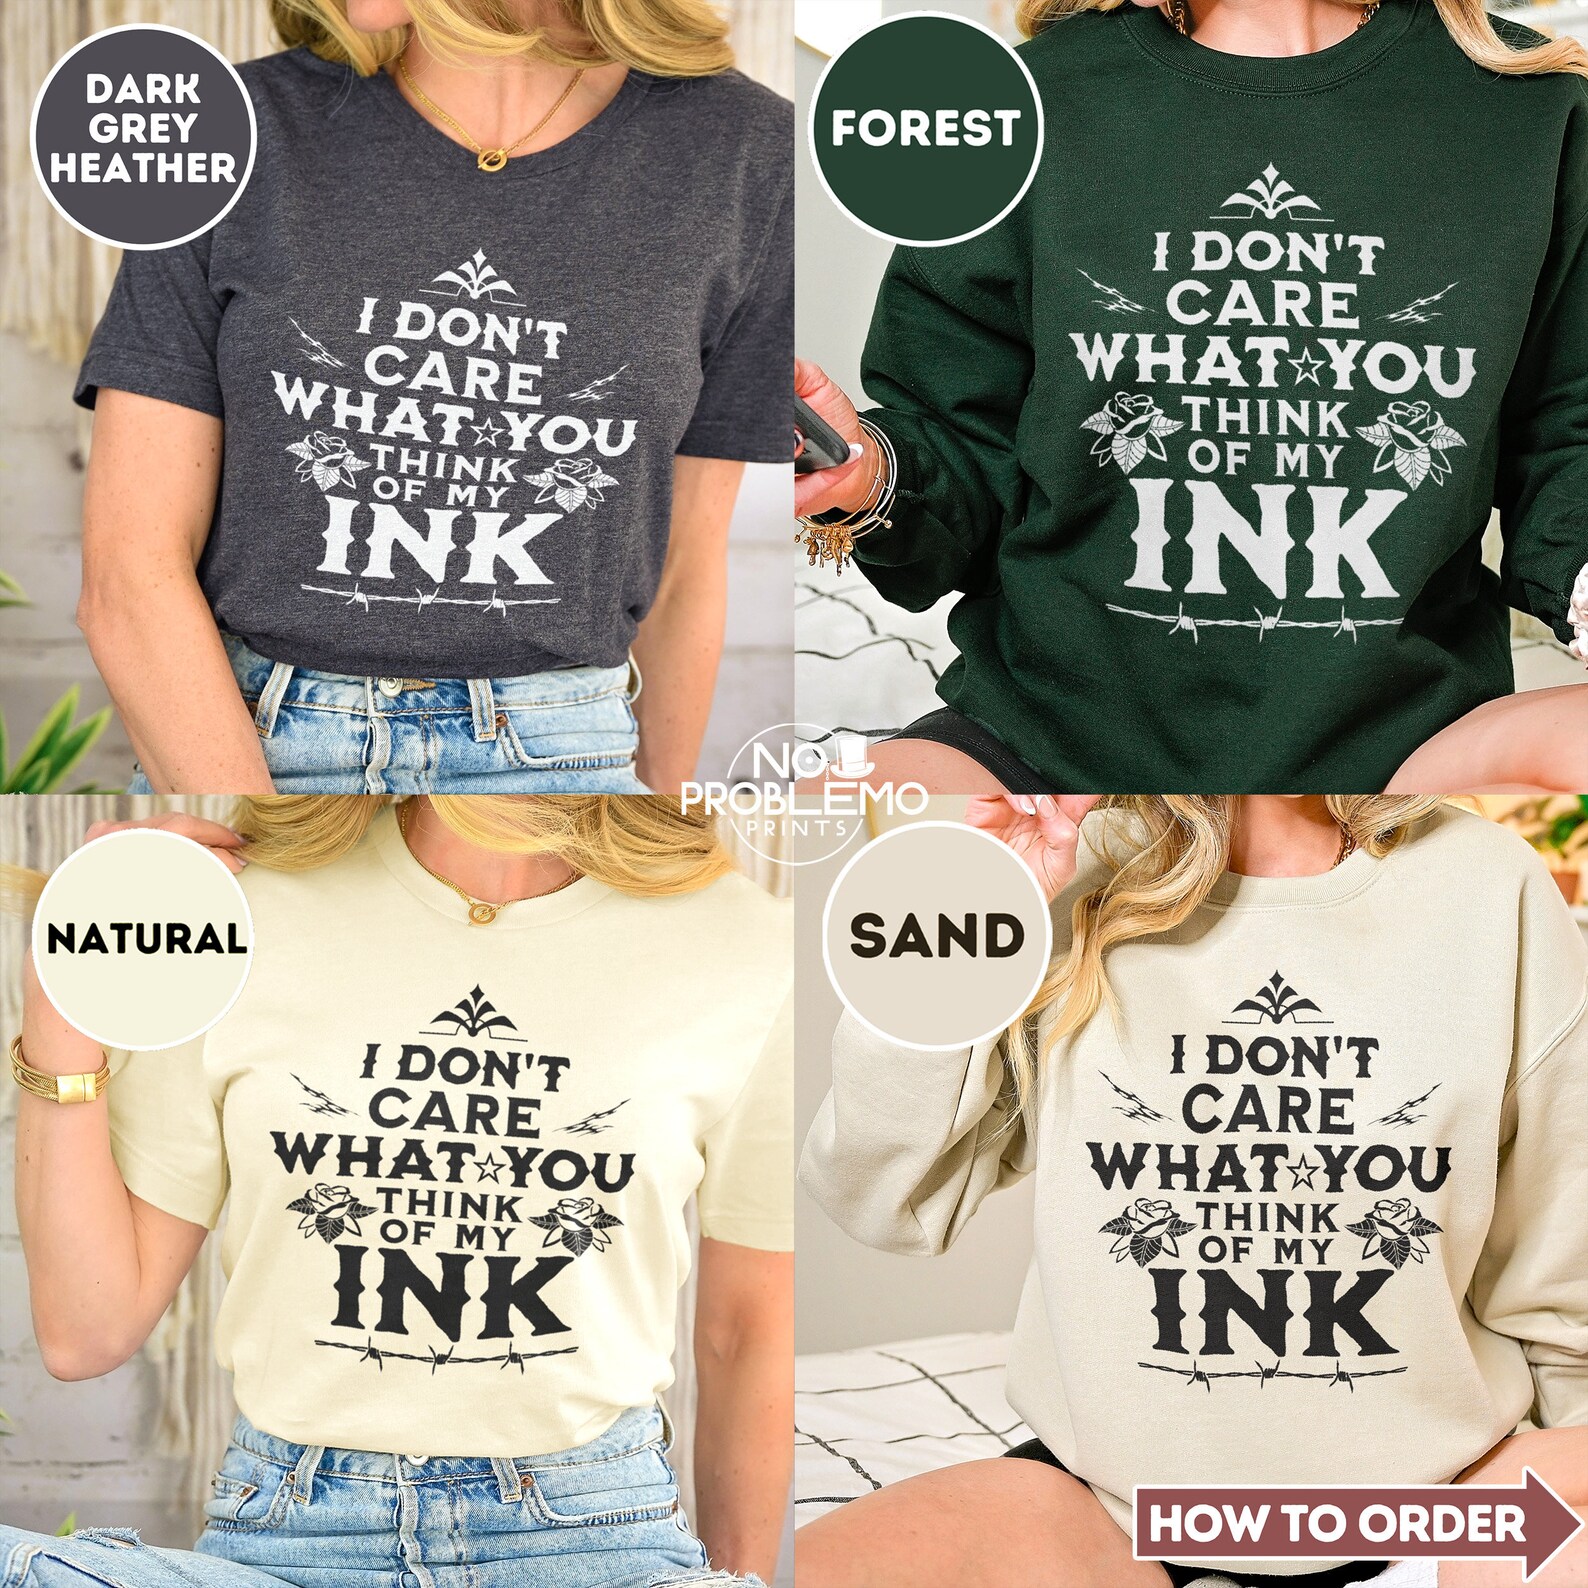 DARK
GREY
HEATHER
I DON'T
CARE
WHAT☆YOU
THINK
OF MY
INK
FOREST
I DON'T
CARE
WHAT☆YOU
THINK
OF MY
INK
NO
PROBLEMO
PRINTS
NATURAL
I DON'T
CARE
WHAT☆YOU
THINK
OF MY
INK
SAND
I DON'T
CARE
WHAT☆YOU
THINK
OF MY
INK
HOW TO ORDER